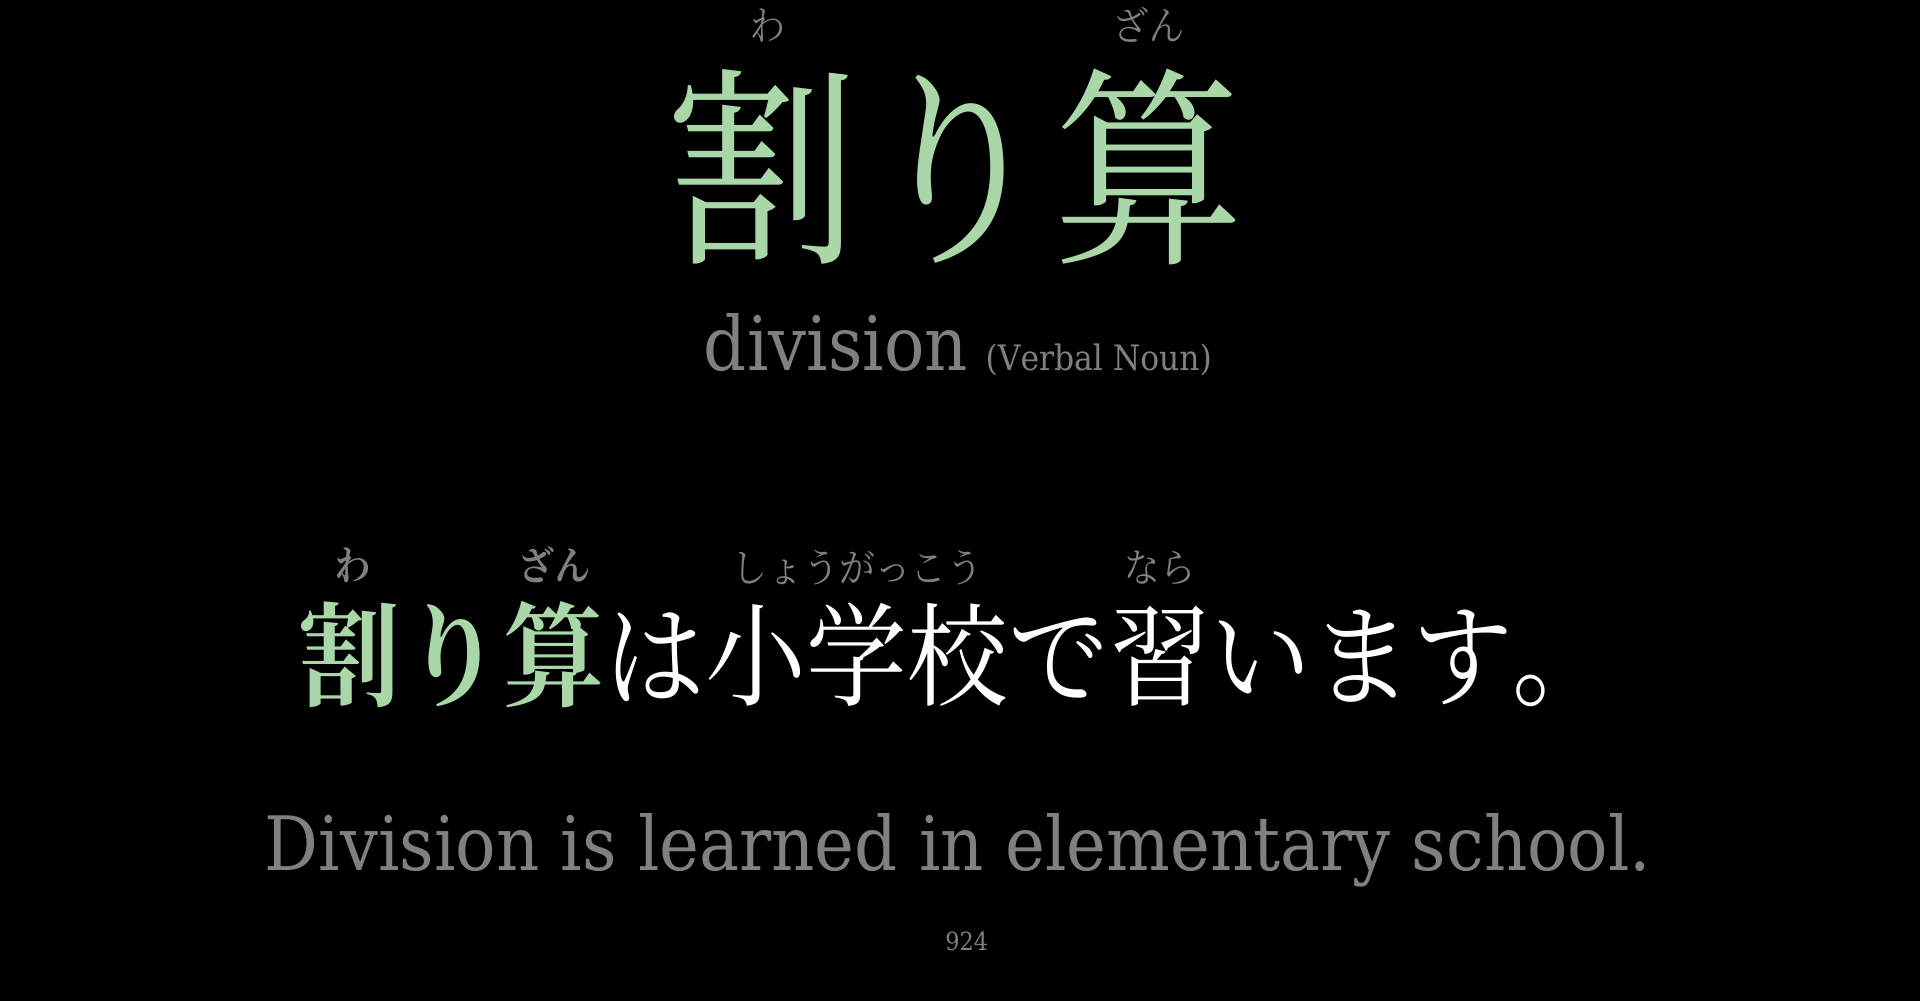 わ ざん
割り算
division (Verbal Noun)
わ ざん しょうがっこう なら
割り算は小学校で習います。
Division is learned in elementary school.
924